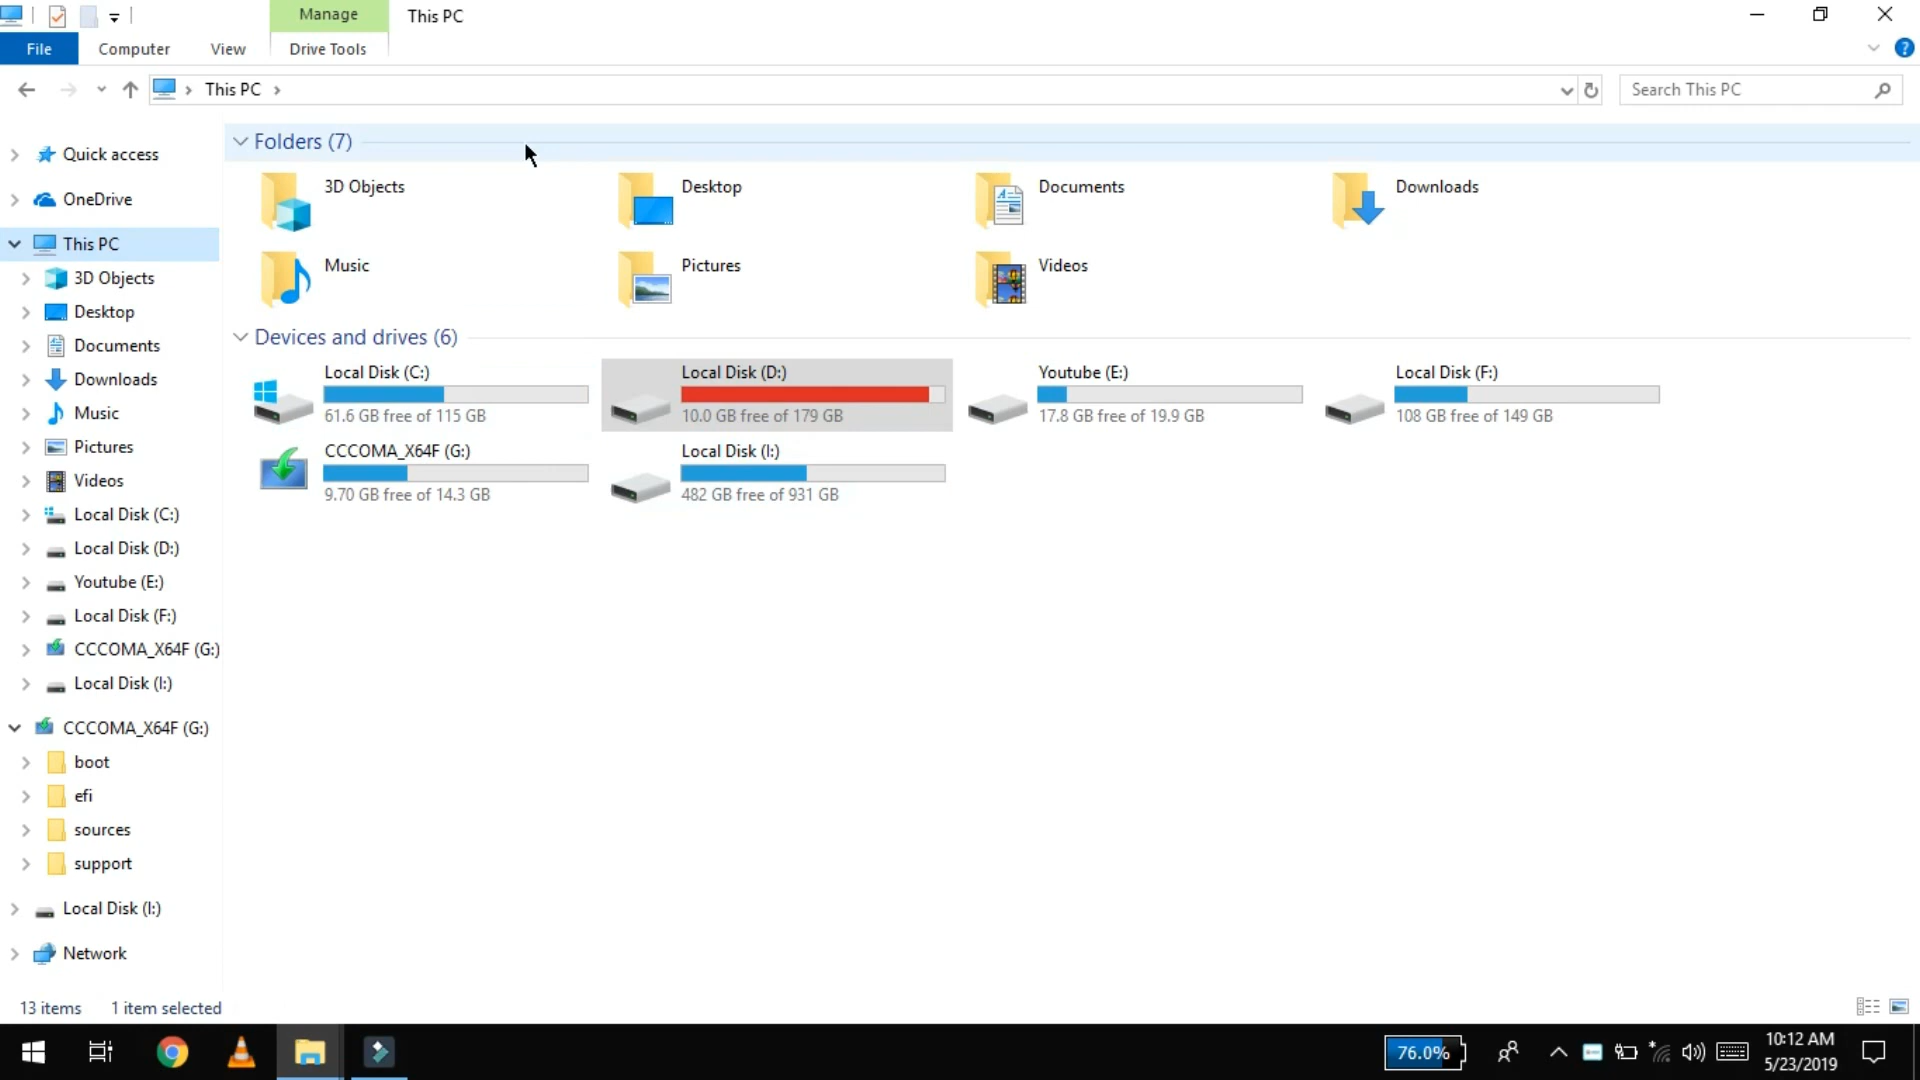 Manage
This PC
File
Computer
View
Drive Tools
This PC
Search This PC
Quick access
OneDrive
This PC
3D Objects
Desktop
Documents
Downloads
Music
Pictures
Videos
Local Disk (C:)
Local Disk (D:)
Youtube (E:)
Local Disk (F:)
CCCOMA_X64F (G:)
Local Disk (I:)
CCCOMA_X64F (G:)
boot
efi
sources
support
Local Disk (I:)
Network
Folders (7)
3D Objects
Desktop
Documents
Downloads
Music
Pictures
Videos
Devices and drives (6)
Local Disk (C:)
61.6 GB free of 115 GB
Local Disk (D:)
10.0 GB free of 179 GB
Youtube (E:)
17.8 GB free of 19.9 GB
Local Disk (F:)
108 GB free of 149 GB
CCCOMA_X64F (G:)
9.70 GB free of 14.3 GB
Local Disk (I:)
482 GB free of 931 GB
13 items
1 item selected
76.0%
10:12 AM
5/23/2019